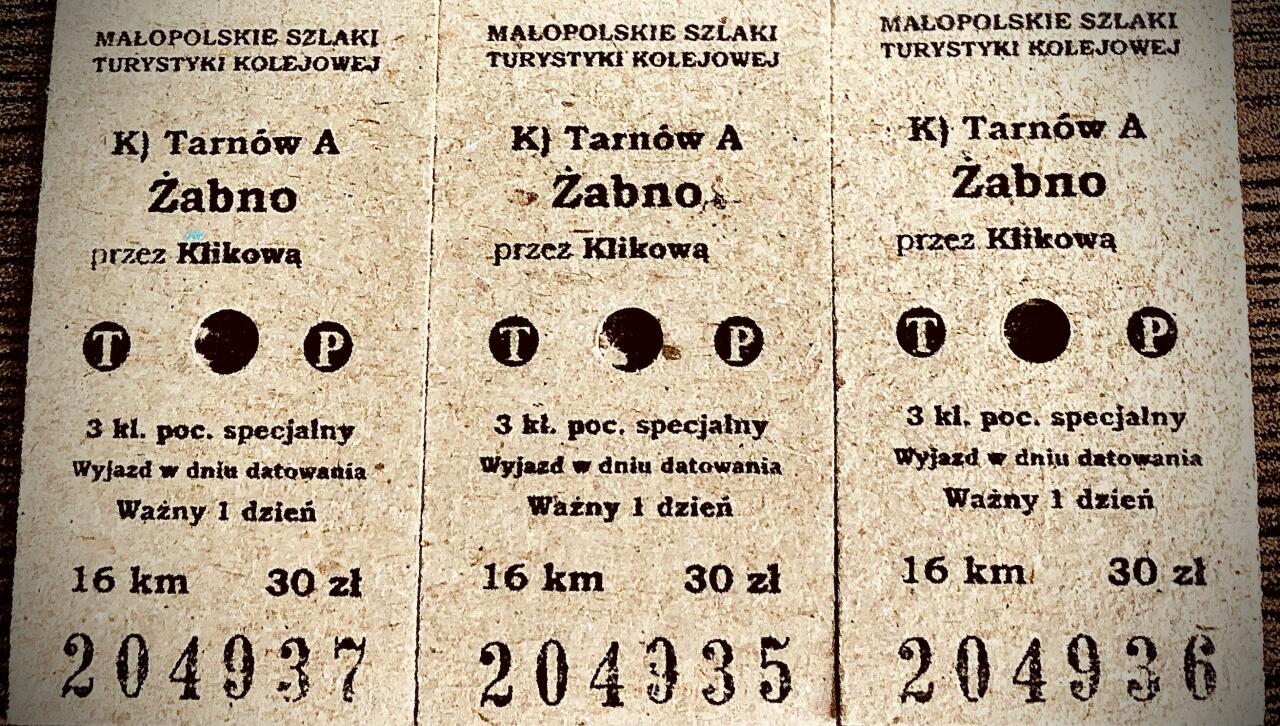 MAŁOPOLSKIE SZLAKI
TURYSTYKI KOLEJOWEJ
K) Tarnów A
Żabno
przez Klikową
T P
3 kl. poc. specjalny
Wyjazd w dniu datowania
Ważny 1 dzień
16 km 30 zł
204937
MAŁOPOLSKIE SZLAKI
TURYSTYKI KOLEJOWEJ
K) Tarnów A
Żabno
przez Klikową
T P
3 kl. poc. specjalny
Wyjazd w dniu datowania
Ważny 1 dzień
16 km 30 zł
204935
MAŁOPOLSKIE SZLAKI
TURYSTYKI KOLEJOWEJ
K) Tarnów A
Żabno
przez Klikową
T P
3 kl. poc. specjalny
Wyjazd w dniu datowania
Ważny 1 dzień
16 km 30 zł
204936